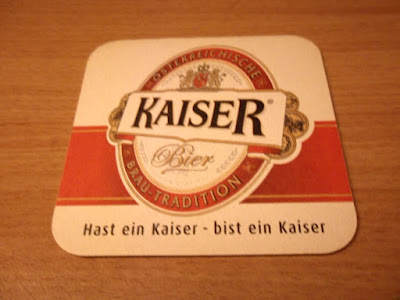 ÖSTERREICHISCHE
KAISER®
Bier
BRAU-TRADITION
Hast ein Kaiser - bist ein Kaiser